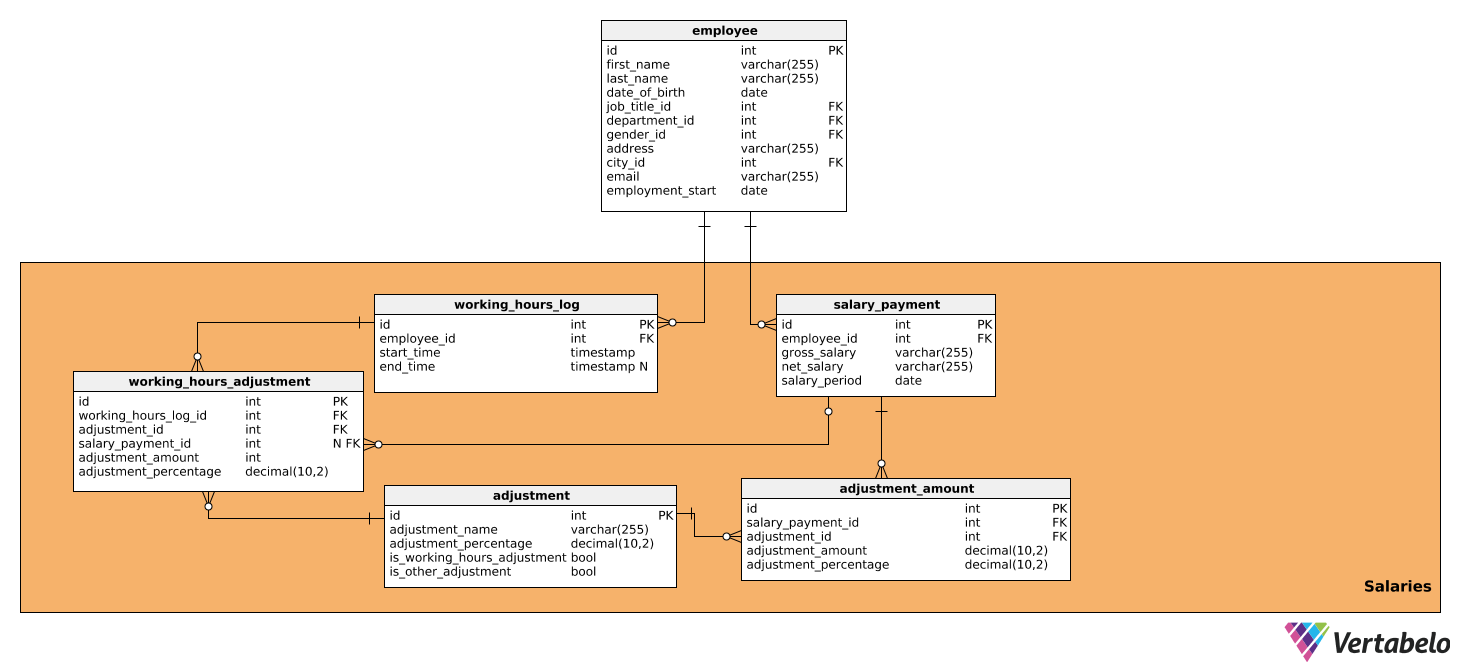 employee
id int PK
first_name varchar(255)
last_name varchar(255)
date_of_birth date
job_title_id int FK
department_id int FK
gender_id int FK
address varchar(255)
city_id int FK
email varchar(255)
employment_start date
working_hours_log
id int PK
employee_id int FK
start_time timestamp
end_time timestamp N
salary_payment
id int PK
employee_id int FK
gross_salary varchar(255)
net_salary varchar(255)
salary_period date
working_hours_adjustment
id int PK
working_hours_log_id int FK
adjustment_id int FK
salary_payment_id int N FK
adjustment_amount int
adjustment_percentage decimal(10,2)
adjustment
id int PK
adjustment_name varchar(255)
adjustment_percentage decimal(10,2)
is_working_hours_adjustment bool
is_other_adjustment bool
adjustment_amount
id int PK
salary_payment_id int FK
adjustment_id int FK
adjustment_amount decimal(10,2)
adjustment_percentage decimal(10,2)
Salaries
Vertabelo